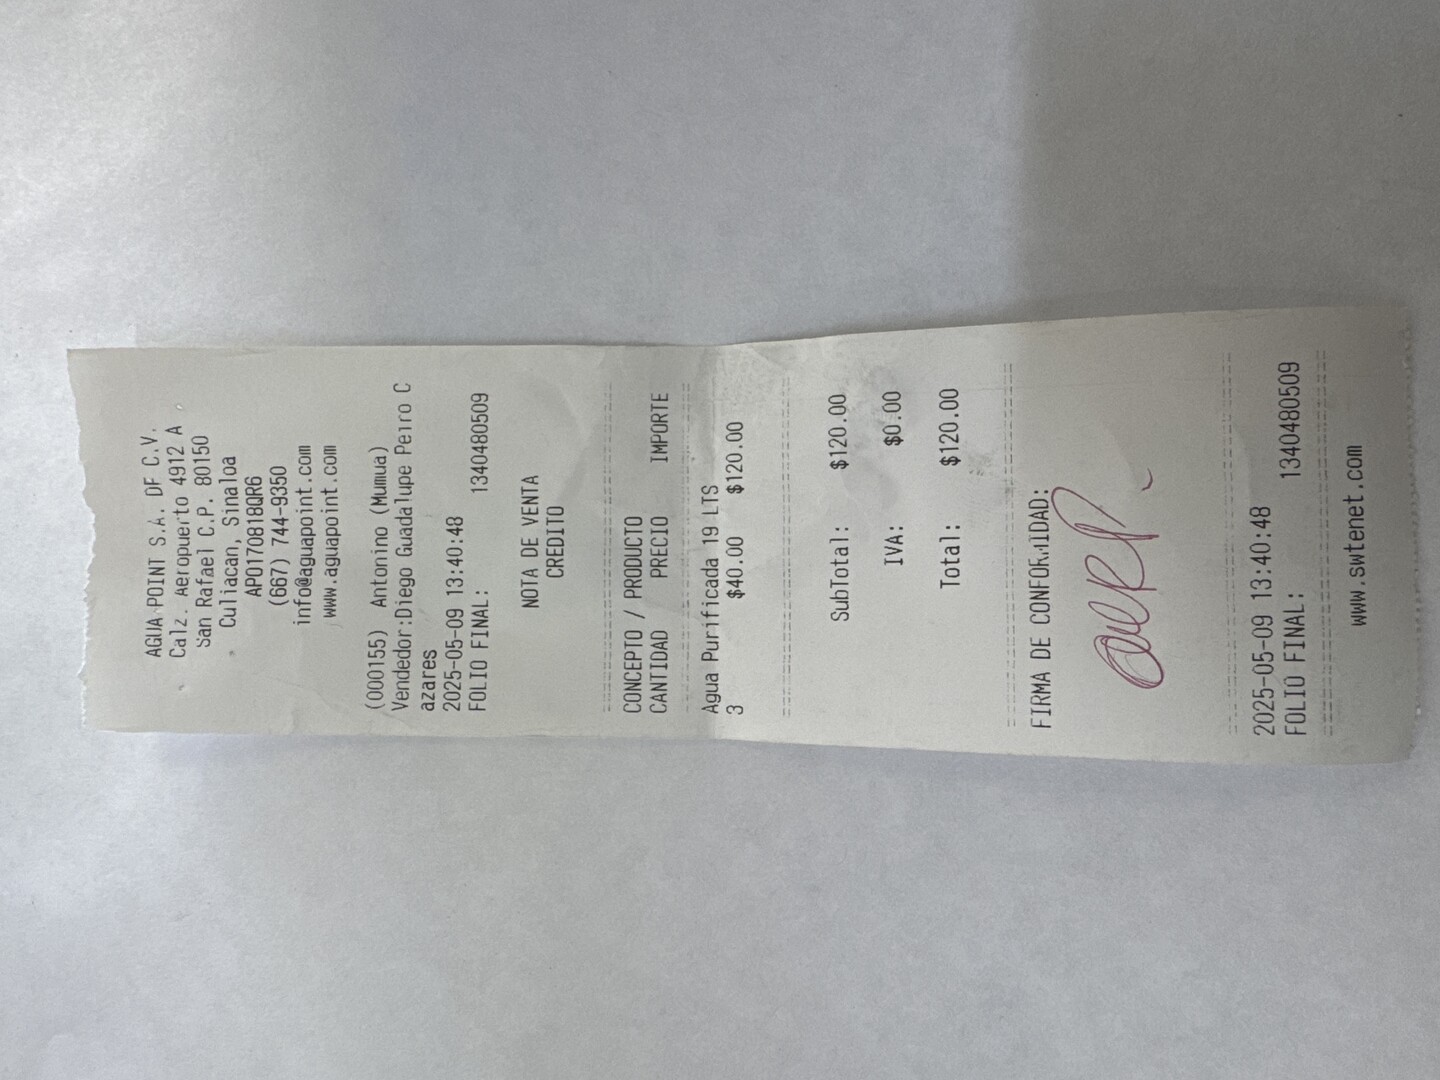 AGUA POINT S.A. DE C.V.
Calz. Aeropuerto 4912 A
San Rafael C.P. 80150
Culiacan, Sinaloa
APO170818QR6
(667) 744-9350
info@aguapoint.com
www.aguapoint.com
(000155) Antonino (Mumua)
Vendedor:Diego Guadalupe Peiro C
azares
2025-05-09 13:40:48
FOLIO FINAL: 1340480509
NOTA DE VENTA
CREDITO
CONCEPTO / PRODUCTO
CANTIDAD PRECIO IMPORTE
Agua Purificada 19 LTS
3 $40.00 $120.00
SubTotal: $120.00
IVA: $0.00
Total: $120.00
FIRMA DE CONFORMIDAD:
2025-05-09 13:40:48
FOLIO FINAL: 1340480509
www.swtenet.com